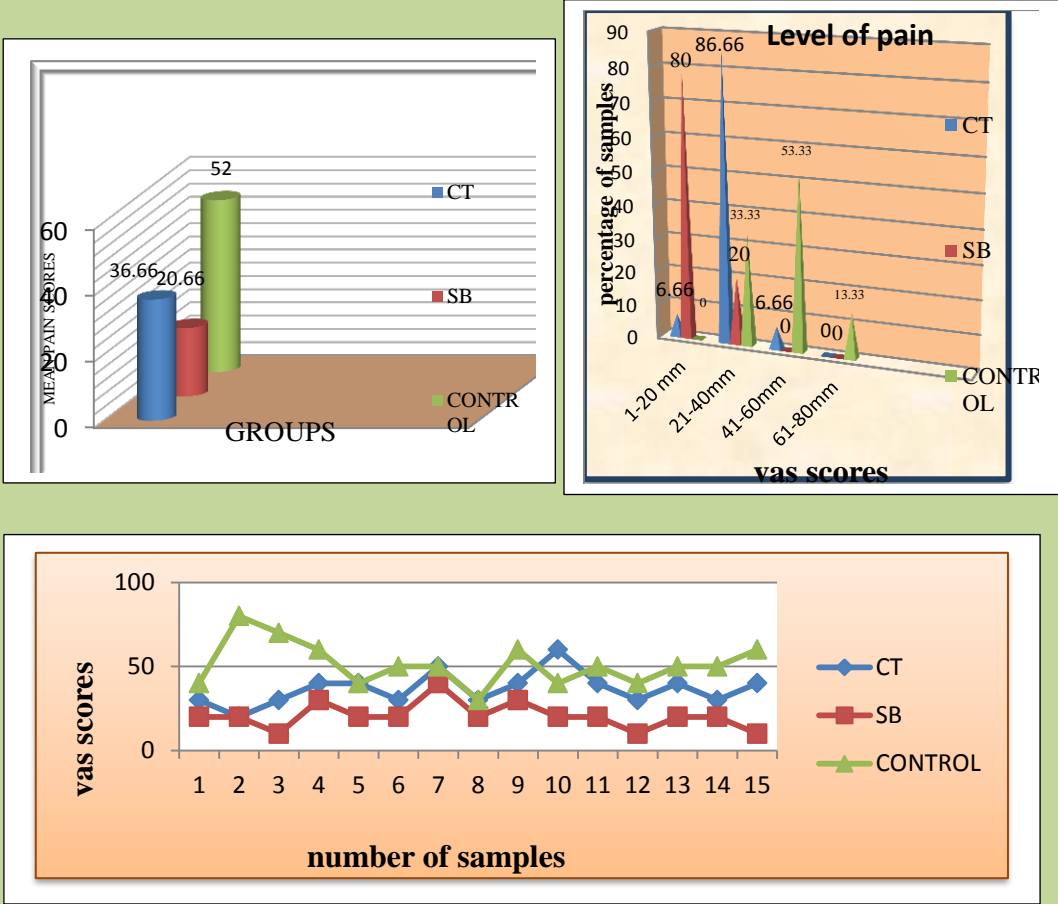 52
CT
60
36.66
20.66
40
SB
MEAN PAIN SCORES
20
CONTR
OL
0
GROUPS
Level of pain
90
86.66
80
80
CT
70
percentage of samples
60
53.33
50
40
33.33
30
20
SB
20
6.66
0
6.66
13.33
10
0
0
0
0
CONTR
OL
1-20 mm
21-40mm
41-60mm
61-80mm
vas scores
100
50
0
vas scores
1 2 3 4 5 6 7 8 9 10 11 12 13 14 15
number of samples
CT
SB
CONTROL